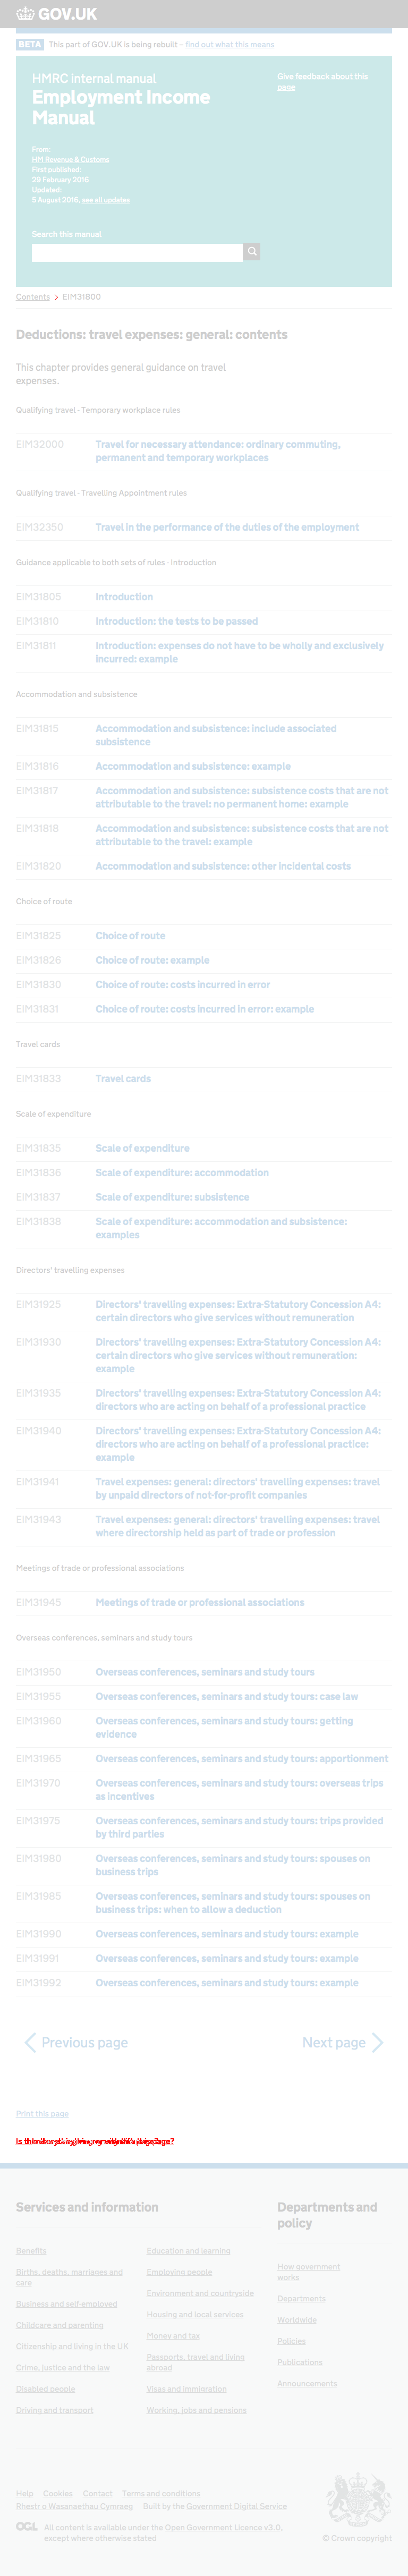 GOV.UK
BETA This part of GOV.UK is being rebuilt – find out what this means
HMRC internal manual
Employment Income
Manual
Give feedback about this
page
From:
HM Revenue & Customs
First published:
29 February 2016
Updated:
5 August 2016, see all updates
Search this manual
Contents EIM31800
Deductions: travel expenses: general: contents
This chapter provides general guidance on travel
expenses.
Qualifying travel - Temporary workplace rules
EIM32000 Travel for necessary attendance: ordinary commuting,
permanent and temporary workplaces
Qualifying travel - Travelling Appointment rules
EIM32350 Travel in the performance of the duties of the employment
Guidance applicable to both sets of rules - Introduction
EIM31805 Introduction
EIM31810 Introduction: the tests to be passed
EIM31811 Introduction: expenses do not have to be wholly and exclusively
incurred: example
Accommodation and subsistence
EIM31815 Accommodation and subsistence: include associated
subsistence
EIM31816 Accommodation and subsistence: example
EIM31817 Accommodation and subsistence: subsistence costs that are not
attributable to the travel: no permanent home: example
EIM31818 Accommodation and subsistence: subsistence costs that are not
attributable to the travel: example
EIM31820 Accommodation and subsistence: other incidental costs
Choice of route
EIM31825 Choice of route
EIM31826 Choice of route: example
EIM31830 Choice of route: costs incurred in error
EIM31831 Choice of route: costs incurred in error: example
Travel cards
EIM31833 Travel cards
Scale of expenditure
EIM31835 Scale of expenditure
EIM31836 Scale of expenditure: accommodation
EIM31837 Scale of expenditure: subsistence
EIM31838 Scale of expenditure: accommodation and subsistence:
examples
Directors' travelling expenses
EIM31925 Directors' travelling expenses: Extra-Statutory Concession A4:
certain directors who give services without remuneration
EIM31930 Directors' travelling expenses: Extra-Statutory Concession A4:
certain directors who give services without remuneration:
example
EIM31935 Directors' travelling expenses: Extra-Statutory Concession A4:
directors who are acting on behalf of a professional practice
EIM31940 Directors' travelling expenses: Extra-Statutory Concession A4:
directors who are acting on behalf of a professional practice:
example
EIM31941 Travel expenses: general: directors' travelling expenses: travel
by unpaid directors of not-for-profit companies
EIM31943 Travel expenses: general: directors' travelling expenses: travel
where directorship held as part of trade or profession
Meetings of trade or professional associations
EIM31945 Meetings of trade or professional associations
Overseas conferences, seminars and study tours
EIM31950 Overseas conferences, seminars and study tours
EIM31955 Overseas conferences, seminars and study tours: case law
EIM31960 Overseas conferences, seminars and study tours: getting
evidence
EIM31965 Overseas conferences, seminars and study tours: apportionment
EIM31970 Overseas conferences, seminars and study tours: overseas trips
as incentives
EIM31975 Overseas conferences, seminars and study tours: trips provided
by third parties
EIM31980 Overseas conferences, seminars and study tours: spouses on
business trips
EIM31985 Overseas conferences, seminars and study tours: spouses on
business trips: when to allow a deduction
EIM31990 Overseas conferences, seminars and study tours: example
EIM31991 Overseas conferences, seminars and study tours: example
EIM31992 Overseas conferences, seminars and study tours: example
Previous page Next page
Print this page
Services and information
Departments and
policy
Benefits
Births, deaths, marriages and
care
Business and self-employed
Childcare and parenting
Citizenship and living in the UK
Crime, justice and the law
Disabled people
Driving and transport
Education and learning
Employing people
Environment and countryside
Housing and local services
Money and tax
Passports, travel and living
abroad
Visas and immigration
Working, jobs and pensions
How government
works
Departments
Worldwide
Policies
Publications
Announcements
Help Cookies Contact Terms and conditions
Rhestr o Wasanaethau Cymraeg Built by the Government Digital Service
OGL All content is available under the Open Government Licence v3.0,
except where otherwise stated
© Crown copyright